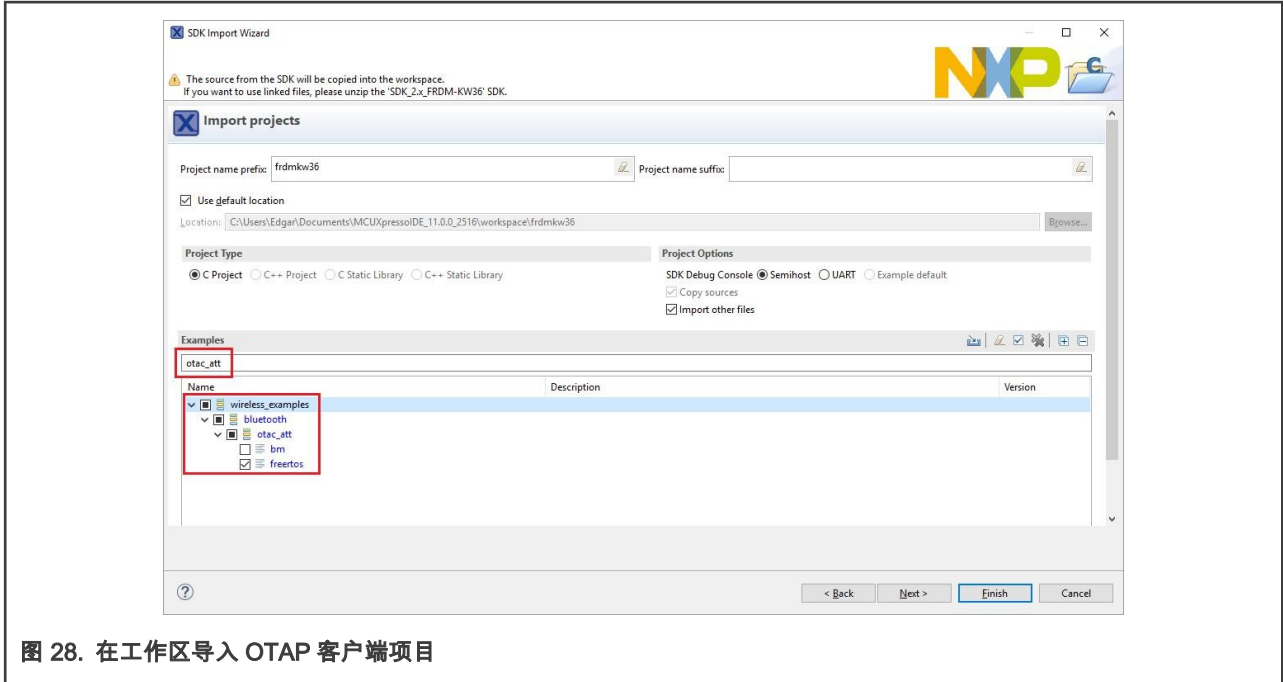 SDK Import Wizard
NXP
The source from the SDK will be copied into the workspace.
If you want to use linked files, please unzip the 'SDK_2.x_FRDM-KW36' SDK.
Import projects
Project name prefix: frdmkw36 Project name suffix:
Use default location
Location: C:\Users\Edgar\Documents\MCUXpressoIDE_11.0.0_2516\workspace\frdmkw36 Browse...
Project Type Project Options
C Project C++ Project C Static Library C++ Static Library SDK Debug Console Semihost UART Example default
Copy sources
Import other files
Examples
otac_att
Name Description Version
wireless_examples
bluetooth
otac_att
bm
freertos
< Back Next > Finish Cancel
图 28. 在工作区导入 OTAP 客户端项目